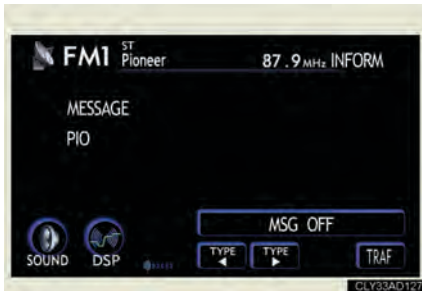 FM1 ST Pioneer 87.9 MHz INFORM
MESSAGE
PIO
MSG OFF
SOUND DSP TYPE TYPE TRAF
CLY33AD127